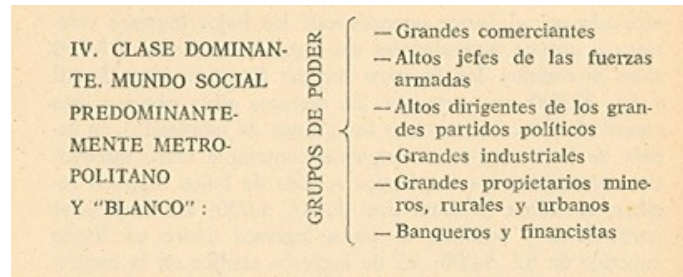 IV. CLASE DOMINAN-
TE. MUNDO SOCIAL
PREDOMINANTE-
MENTE METRO-
POLITANO
Y "BLANCO":
GRUPOS DE PODER
— Grandes comerciantes
— Altos jefes de las fuerzas
armadas
— Altos dirigentes de los gran-
des partidos políticos
— Grandes industriales
— Grandes propietarios mine-
ros, rurales y urbanos
— Banqueros y financistas